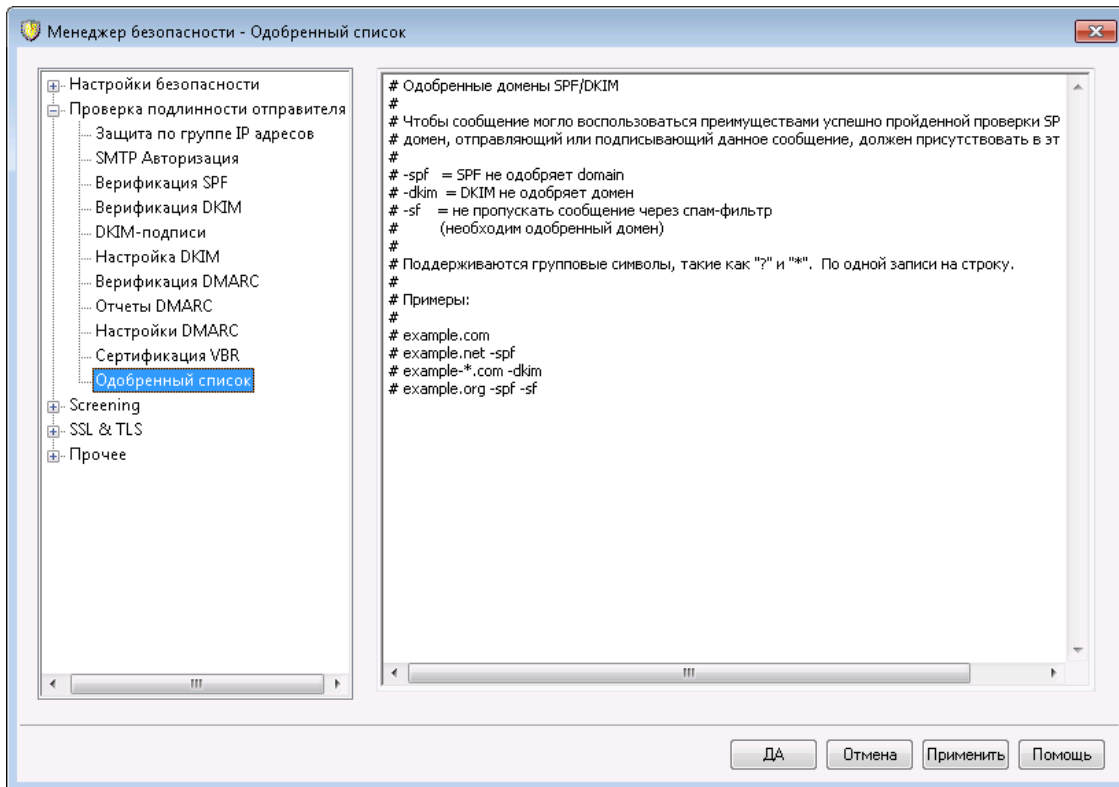 Менеджер безопасности - Одобренный список
Настройки безопасности
Проверка подлинности отправителя
Защита по группе IP адресов
SMTP Авторизация
Верификация SPF
Верификация DKIM
DKIM-подписи
Настройка DKIM
Верификация DMARC
Отчеты DMARC
Настройки DMARC
Сертификация VBR
Одобренный список
Screening
SSL & TLS
Прочее
# Одобренные домены SPF/DKIM
#
# Чтобы сообщение могло воспользоваться преимуществами успешно пройденной проверки SP
# домен, отправляющий или подписывающий данное сообщение, должен присутствовать в эт
#
# -spf = SPF не одобряет domain
# -dkim = DKIM не одобряет домен
# -sf = не пропускать сообщение через спам-фильтр
# (необходим одобренный домен)
#
# Поддерживаются групповые символы, такие как "?" и "*". По одной записи на строку.
#
# Примеры:
#
# example.com
# example.net -spf
# example-*.com -dkim
# example.org -spf -sf
ДА
Отмена
Применить
Помощь